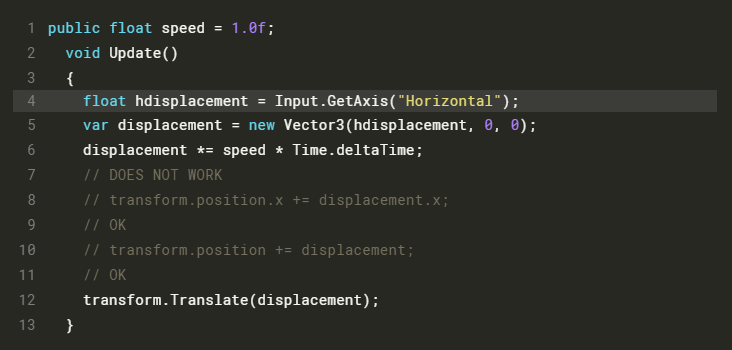 1 public float speed = 1.0f;
2 void Update()
3 {
4 float hdisplacement = Input.GetAxis("Horizontal");
5 var displacement = new Vector3(hdisplacement, 0, 0);
6 displacement *= speed * Time.deltaTime;
7 // DOES NOT WORK
8 // transform.position.x += displacement.x;
9 // OK
10 // transform.position += displacement;
11 // OK
12 transform.Translate(displacement);
13 }